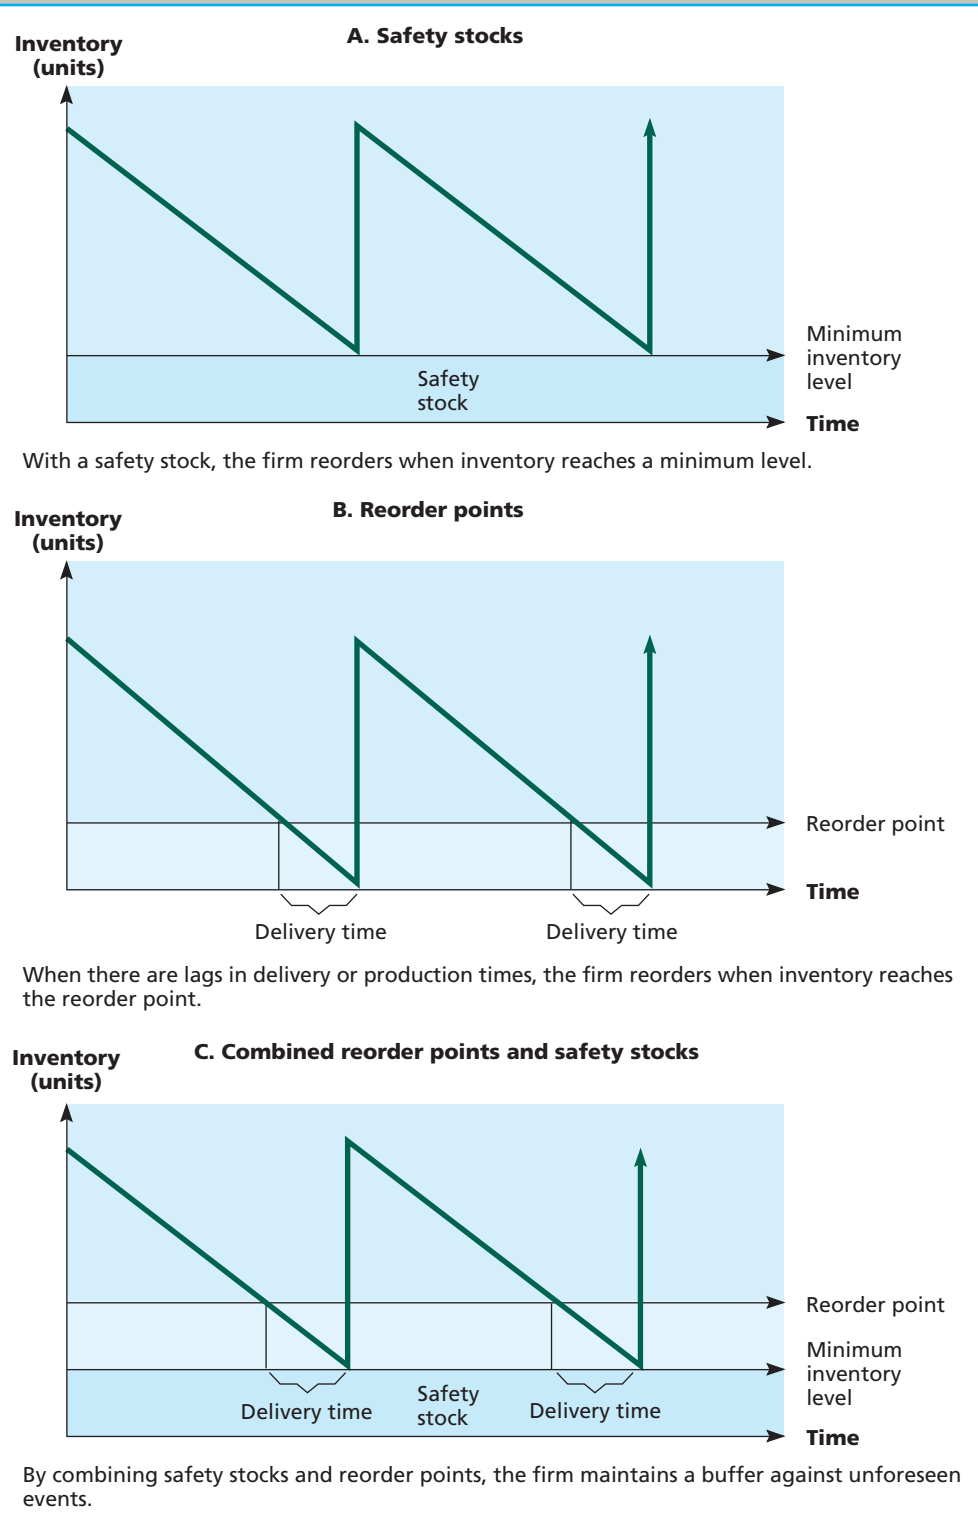 A. Safety stocks
Inventory
(units)
Minimum
inventory
level
Safety
stock
Time
With a safety stock, the firm reorders when inventory reaches a minimum level.
B. Reorder points
Inventory
(units)
Reorder point
Time
Delivery time
Delivery time
When there are lags in delivery or production times, the firm reorders when inventory reaches
the reorder point.
C. Combined reorder points and safety stocks
Inventory
(units)
Reorder point
Minimum
inventory
level
Safety
stock
Delivery time
Delivery time
Time
By combining safety stocks and reorder points, the firm maintains a buffer against unforeseen
events.